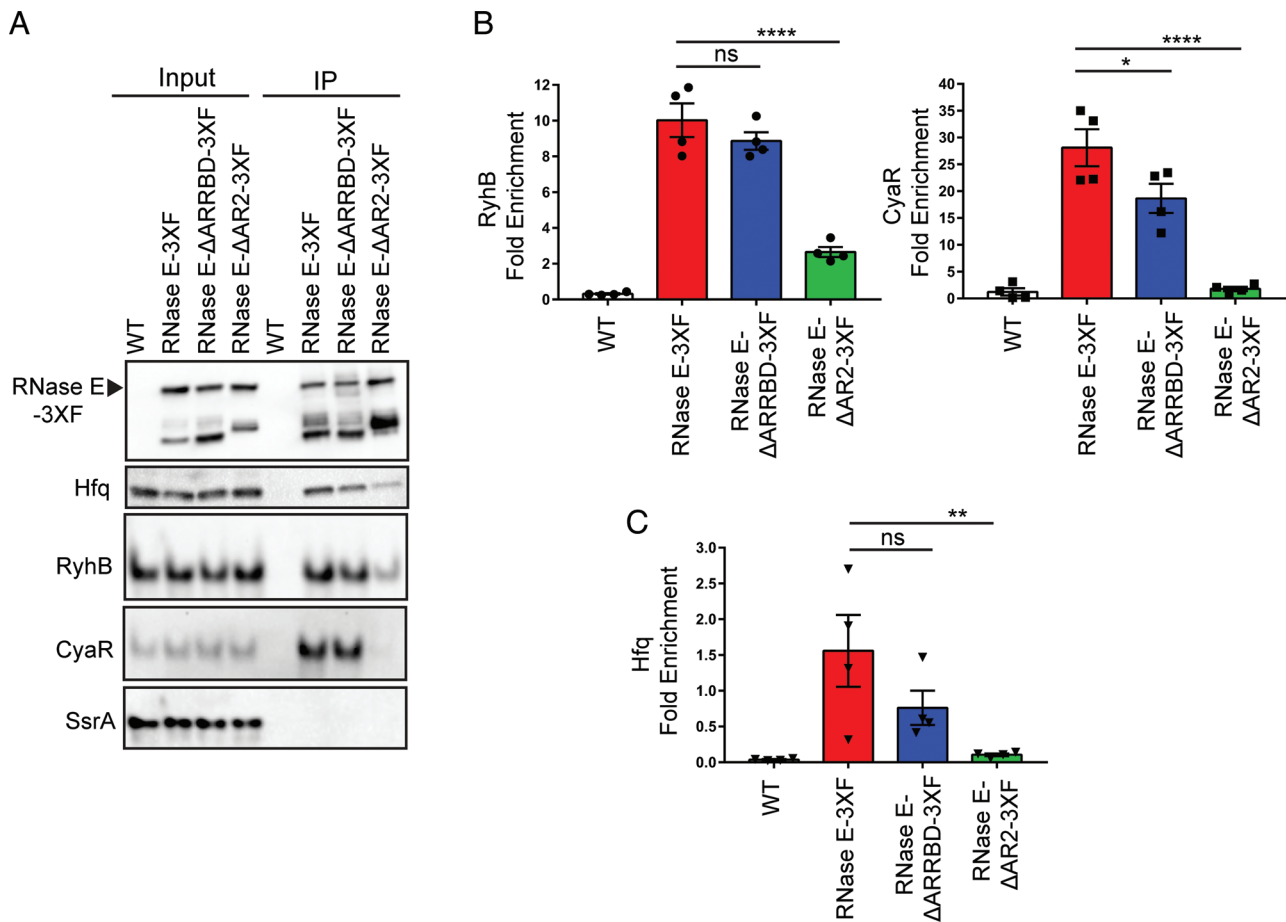 A
Input
IP
WT
RNase E-3XF
RNase E-ΔARRBD-3XF
RNase E-ΔAR2-3XF
WT
RNase E-3XF
RNase E-ΔARRBD-3XF
RNase E-ΔAR2-3XF
RNase E
-3XF
Hfq
RyhB
CyaR
SsrA
B
****
ns
RyhB
Fold Enrichment
12
10
8
6
4
2
0
WT
RNase E-3XF
RNase E-
ΔARRBD-3XF
RNase E-
ΔAR2-3XF
****
*
CyaR
Fold Enrichment
40
35
30
25
20
15
10
5
0
WT
RNase E-3XF
RNase E-
ΔARRBD-3XF
RNase E-
ΔAR2-3XF
C
**
ns
Hfq
Fold Enrichment
3.0
2.5
2.0
1.5
1.0
0.5
0.0
WT
RNase E-3XF
RNase E-
ΔARRBD-3XF
RNase E-
ΔAR2-3XF